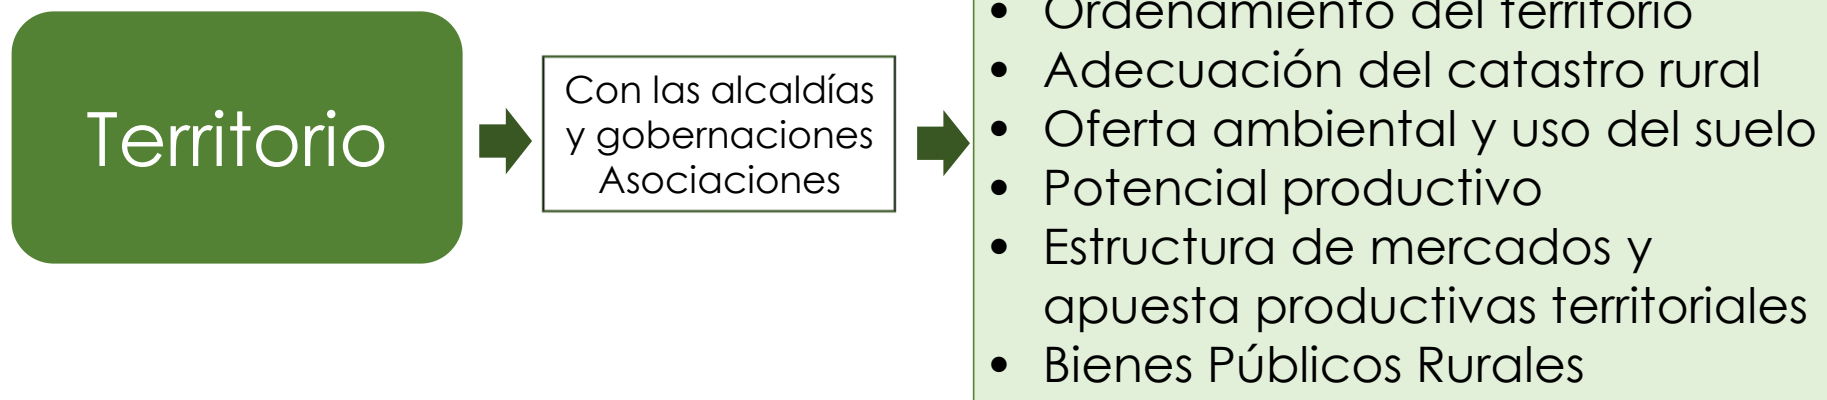 Territorio
Con las alcaldías
y gobernaciones
Asociaciones
• Ordenamiento del territorio
• Adecuación del catastro rural
• Oferta ambiental y uso del suelo
• Potencial productivo
• Estructura de mercados y
apuesta productivas territoriales
• Bienes Públicos Rurales